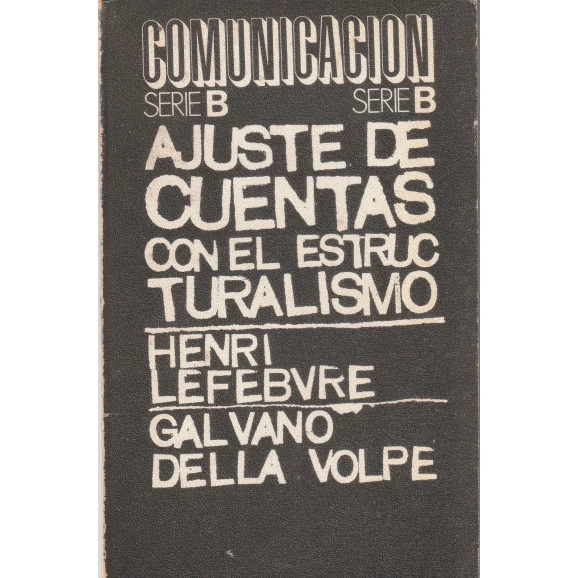 COMUNICACION
SERIE B SERIE B
AJUSTE DE
CUENTAS
CON EL ESTRUC
TURALISMO
HENRI
LEFEBVRE
GALVANO
DELLA VOLPE